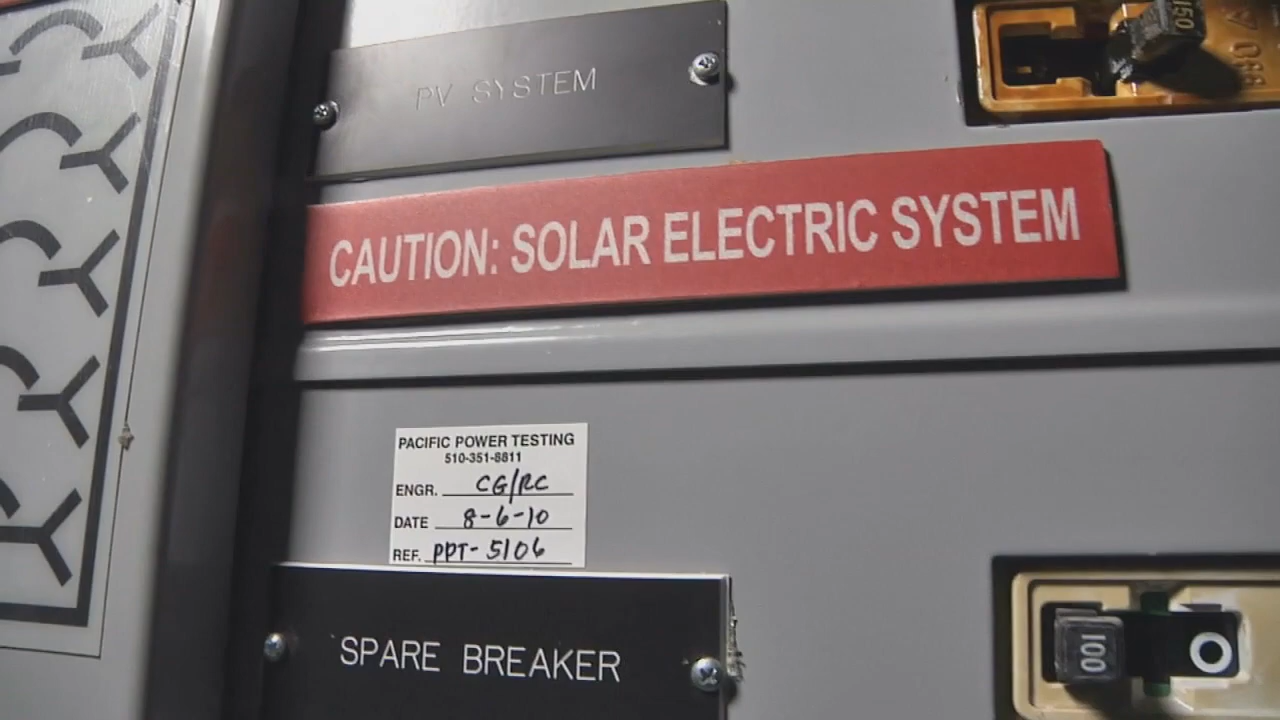 150
PV SYSTEM
CAUTION: SOLAR ELECTRIC SYSTEM
PACIFIC POWER TESTING
510-351-8811
ENGR. CG/RC
DATE 8-6-10
REF. PPT-5106
SPARE BREAKER
100
O